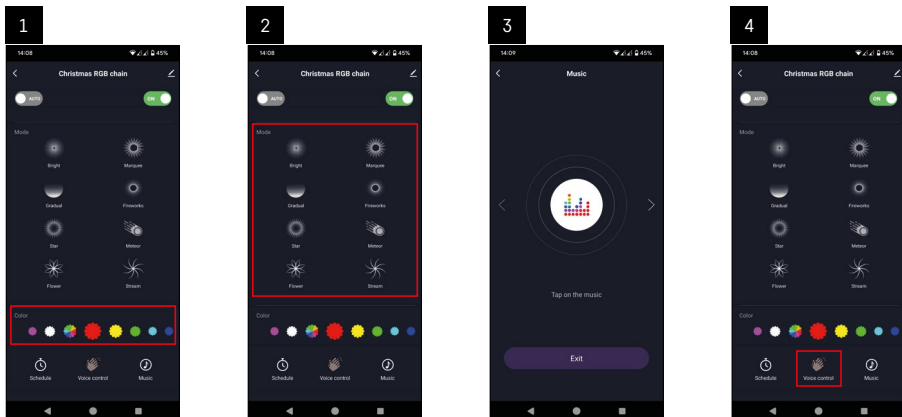 1
14:08 45%
Christmas RGB chain
AUTO ON
Mode
Bright Marquee
Gradual Fireworks
Star Meteor
Flower Stream
Color
Schedule Voice control Music
2
14:08 45%
Christmas RGB chain
AUTO ON
Mode
Bright Marquee
Gradual Fireworks
Star Meteor
Flower Stream
Color
Schedule Voice control Music
3
14:09 45%
Music
Tap on the music
Exit
4
14:08 45%
Christmas RGB chain
AUTO ON
Mode
Bright Marquee
Gradual Fireworks
Star Meteor
Flower Stream
Color
Schedule Voice control Music